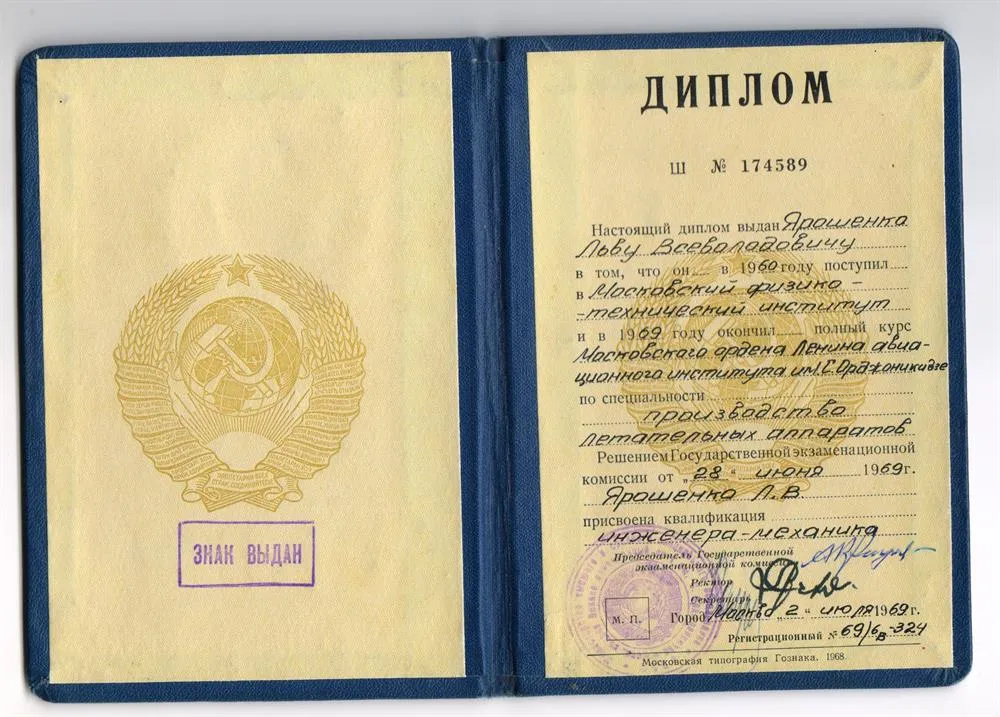 ЗНАК ВЫДАН
ДИПЛОМ
Ш № 174589
Настоящий диплом выдан Ярошенко
Льву Всеволодовичу
в том, что он в 1960 году поступил
в Московский физико-
-технический институт
и в 1969 году окончил полный курс
Московского ордена Ленина авиа-
ционного института им. С. Орджоникидзе
по специальности
производство
летательных аппаратов
Решением Государственной экзаменационной
комиссии от „28" июня 1969г.
Ярошенко Л.В.
присвоена квалификация
инженера-механика
Председатель Государственной
экзаменационной комиссии
Ректор
Секретарь
М. П. Город Москва „2" июля 1969г.
Регистрационный № 69/6в-324
Московская типография Гознака. 1968.